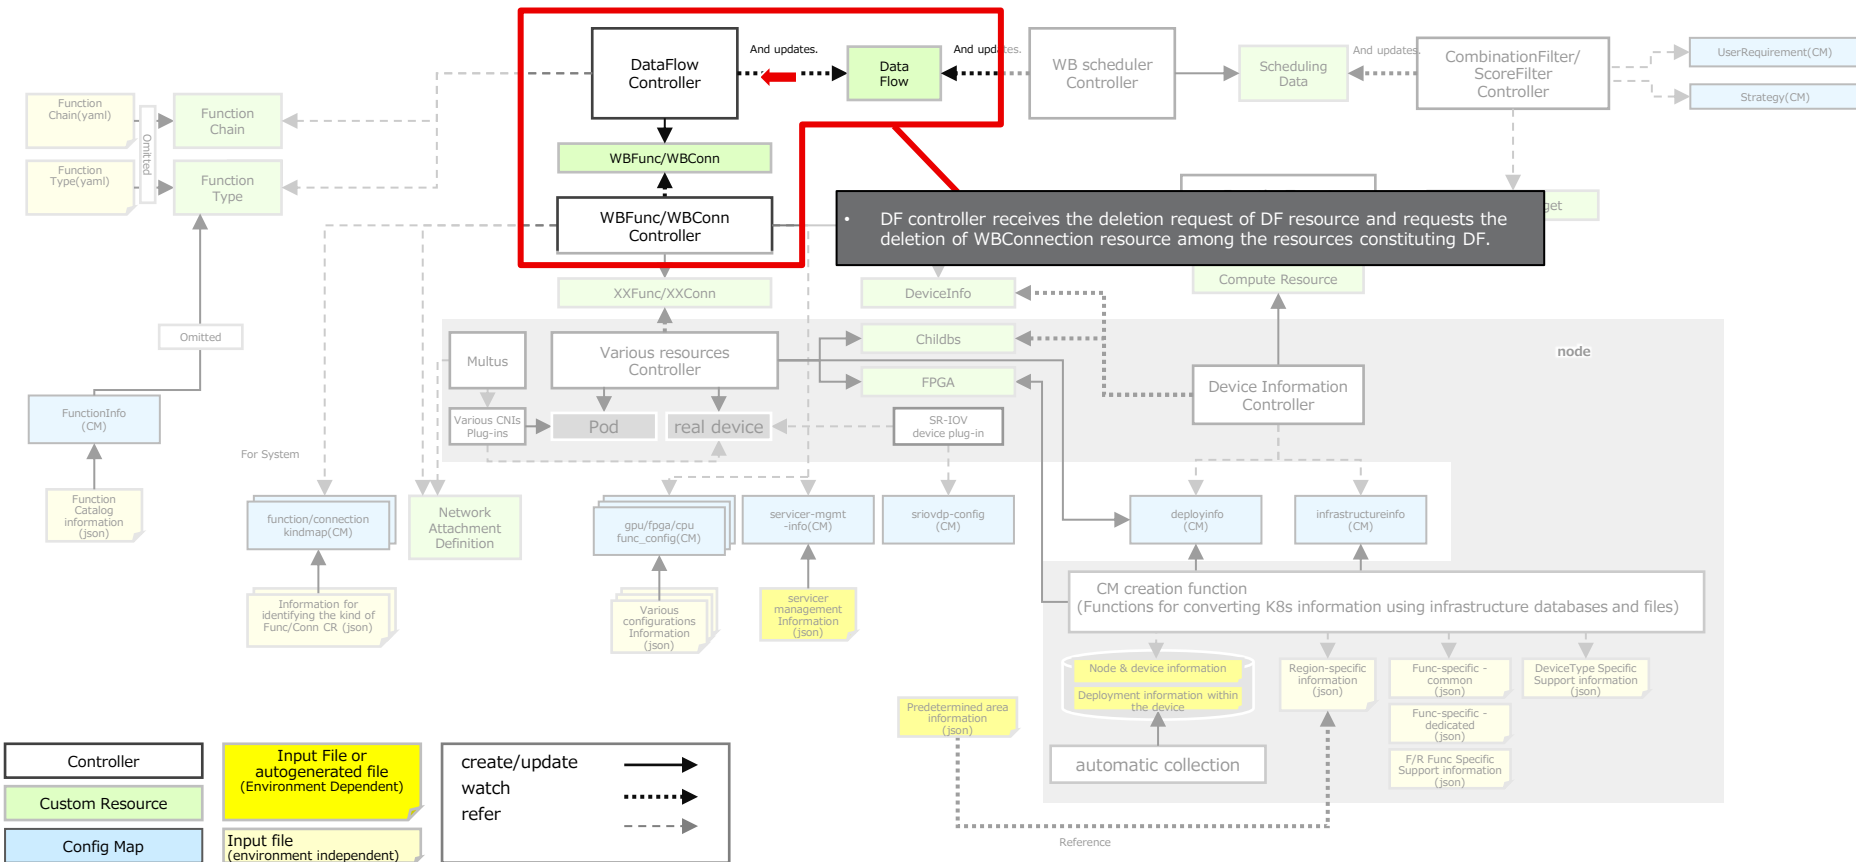 DataFlow
Controller
And updates.
Data
Flow
And updates.
WB scheduler
Controller
Scheduling
Data
And updates.
CombinationFilter/
ScoreFilter
Controller
UserRequirement(CM)
Strategy(CM)
Function
Chain(yaml)
Function
Type(yaml)
Omitted
Function
Chain
Function
Type
WBFunc/WBConn
WBFunc/WBConn
Controller
• DF controller receives the deletion request of DF resource and requests the
deletion of WBConnection resource among the resources constituting DF.
get
XXFunc/XXConn
DeviceInfo
Compute Resource
Omitted
Multus
Various resources
Controller
Childbs
FPGA
node
Device Information
Controller
FunctionInfo
(CM)
Various CNIs
Plug-ins
Pod
real device
SR-IOV
device plug-in
For System
Function
Catalog
information
(json)
function/connection
kindmap(CM)
Network
Attachment
Definition
gpu/fpga/cpu
func_config(CM)
servicer-mgmt
-info(CM)
sriovdp-config
(CM)
deployinfo
(CM)
infrastructureinfo
(CM)
Information for
identifying the kind of
Func/Conn CR (json)
Various
configurations
Information
(json)
servicer
management
Information
(json)
CM creation function
(Functions for converting K8s information using infrastructure databases and files)
Node & device information
Deployment information within
the device
Region-specific
information
(json)
Func-specific -
common
(json)
DeviceType Specific
Support information
(json)
Predetermined area
information
(json)
Func-specific -
dedicated
(json)
automatic collection
F/R Func Specific
Support information
(json)
Reference
Controller
Custom Resource
Config Map
Input File or
autogenerated file
(Environment Dependent)
Input file
(environment independent)
create/update
watch
refer